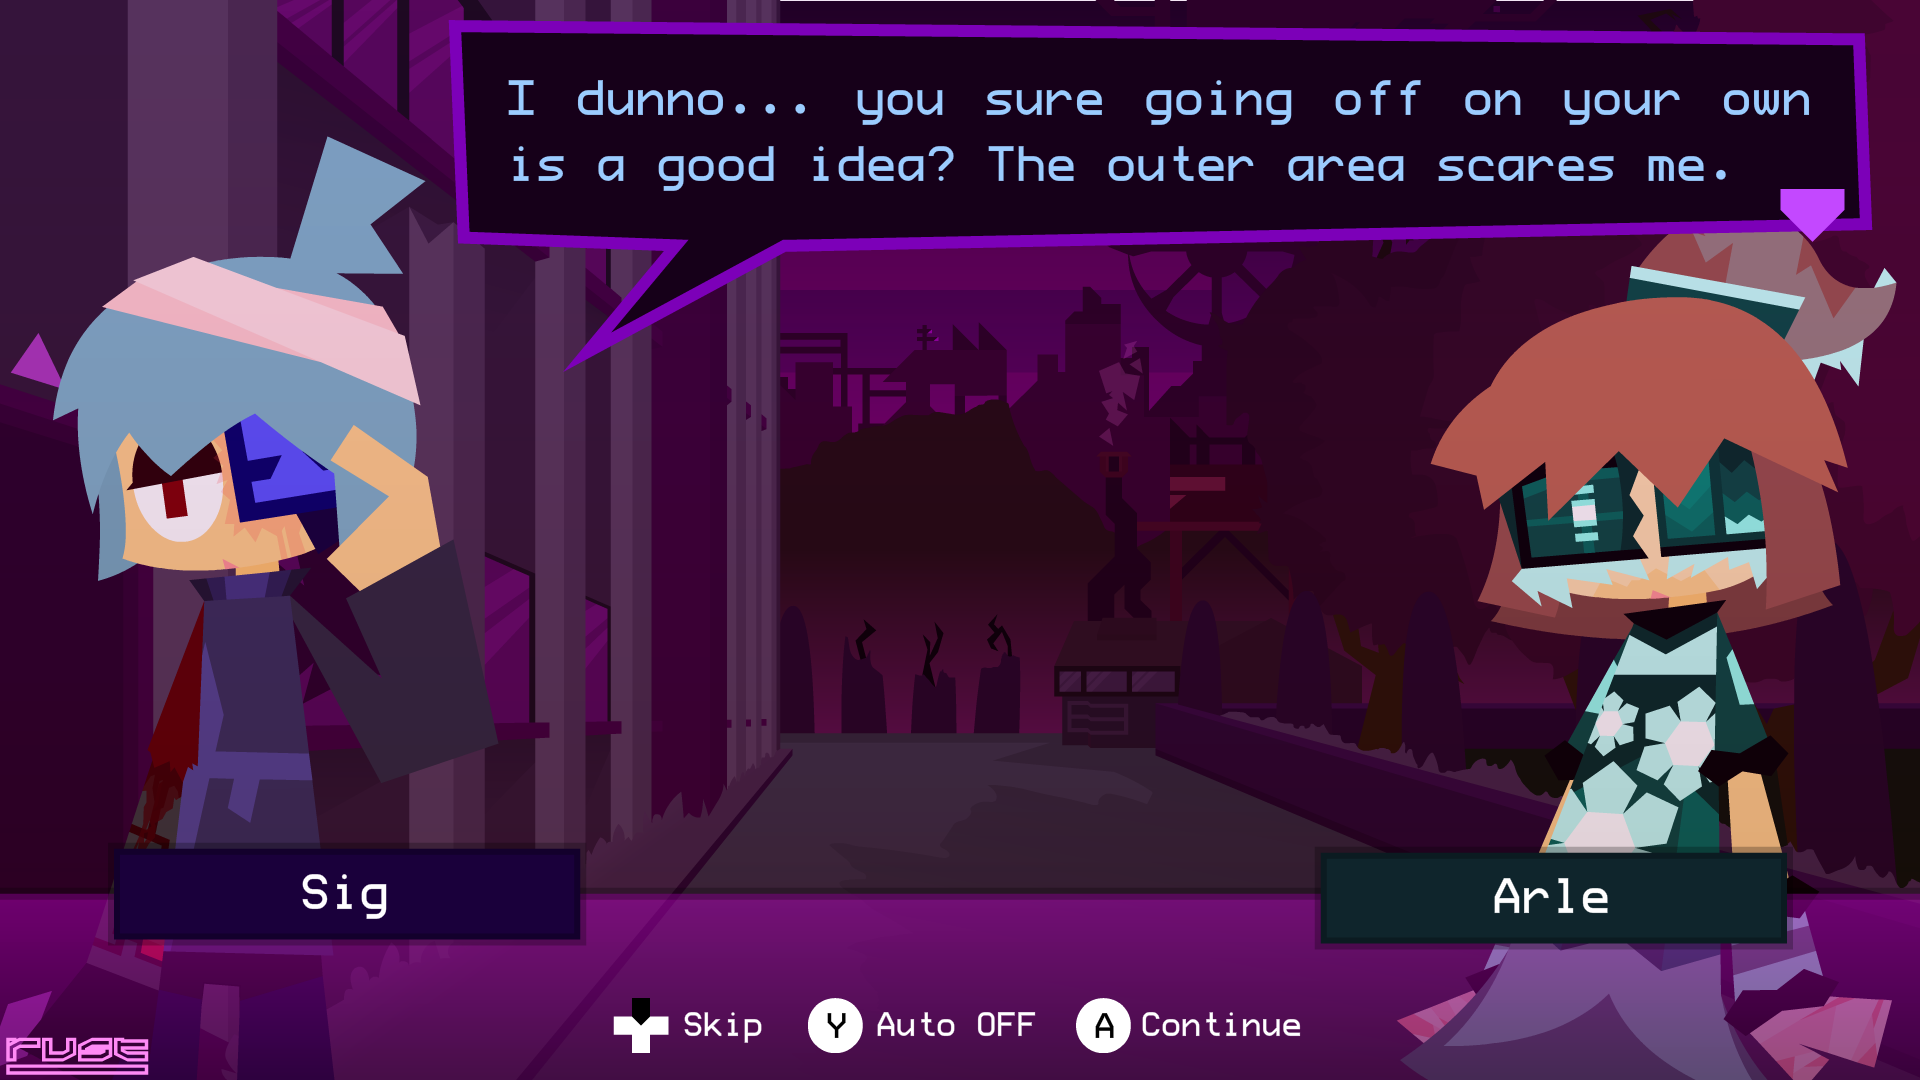 I dunno... you sure going off on your own
is a good idea? The outer area scares me.
Sig
Arle
Skip
Y Auto OFF
A Continue